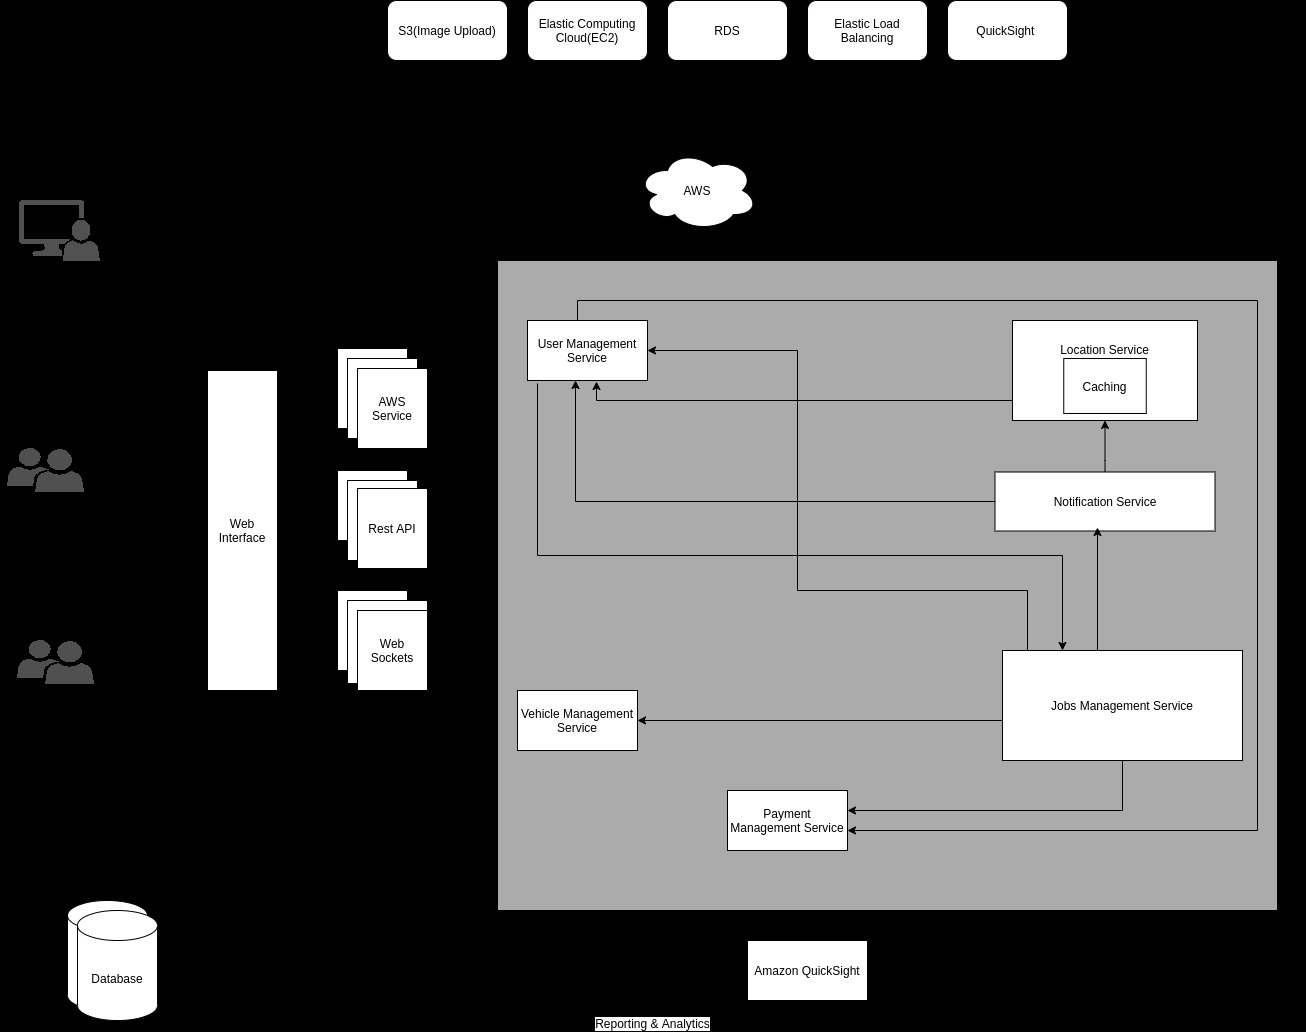 S3(Image Upload)
Elastic Computing
Cloud(EC2)
RDS
Elastic Load
Balancing
QuickSight
AWS
User Management
Service
Location Service
Caching
AWS
Service
Notification Service
Web
Interface
Rest API
Web
Sockets
Jobs Management Service
Vehicle Management
Service
Payment
Management Service
Database
Amazon QuickSight
Reporting & Analytics